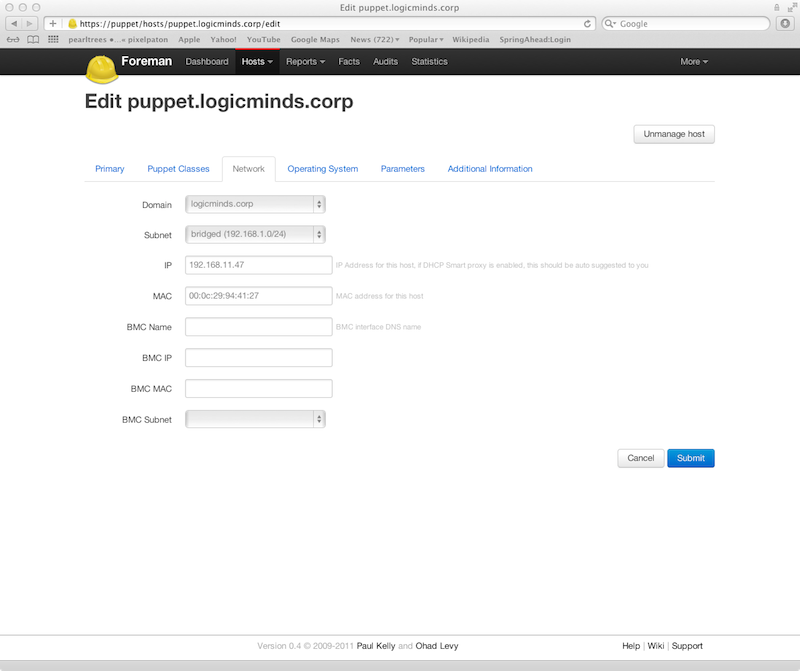 Edit puppet.logicminds.corp
https://puppet/hosts/puppet.logicminds.corp/edit
Google
pearltrees •...« pixelpaton Apple Yahoo! YouTube Google Maps News (722) Popular Wikipedia SpringAhead:Login
Foreman Dashboard Hosts Reports Facts Audits Statistics More
Edit puppet.logicminds.corp
Unmanage host
Primary Puppet Classes Network Operating System Parameters Additional Information
Domain logicminds.corp
Subnet bridged (192.168.1.0/24)
IP 192.168.11.47 IP Address for this host, if DHCP Smart proxy is enabled, this should be auto suggested to you
MAC 00:0c:29:94:41:27 MAC address for this host
BMC Name BMC interface DNS name
BMC IP
BMC MAC
BMC Subnet
Cancel Submit
Version 0.4 © 2009-2011 Paul Kelly and Ohad Levy Help | Wiki | Support